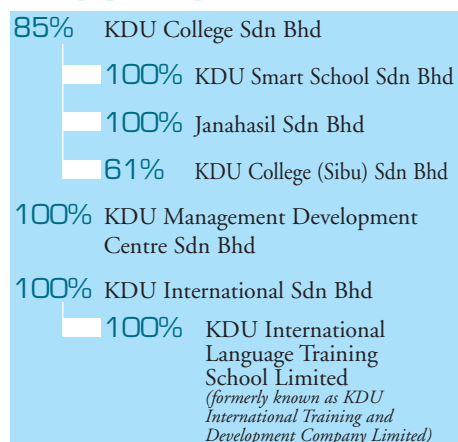 85% KDU College Sdn Bhd
100% KDU Smart School Sdn Bhd
100% Janahasil Sdn Bhd
61% KDU College (Sibu) Sdn Bhd
100% KDU Management Development
Centre Sdn Bhd
100% KDU International Sdn Bhd
100% KDU International
Language Training
School Limited
(formerly known as KDU
International Training and
Development Company Limited)